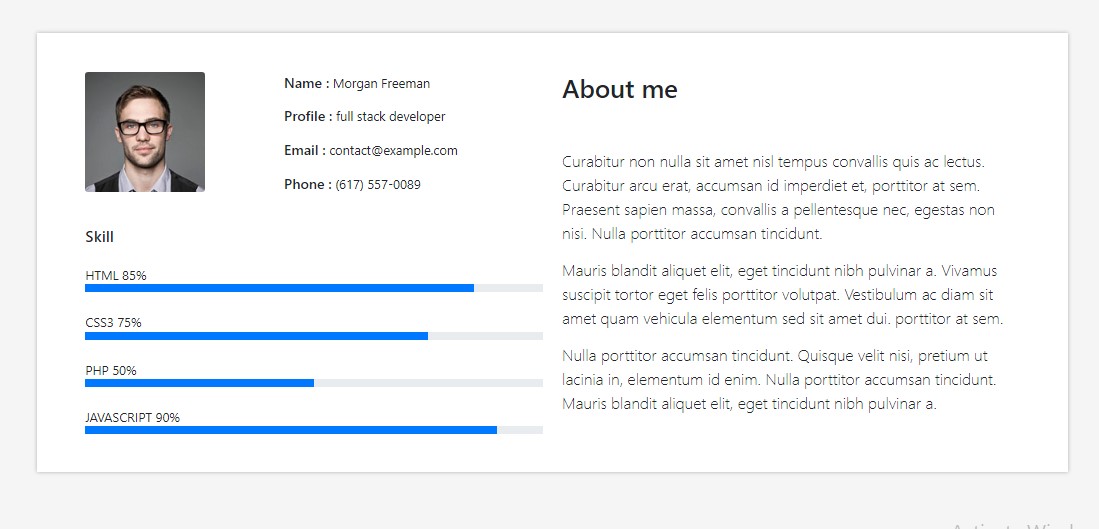 Name : Morgan Freeman
Profile : full stack developer
Email : contact@example.com
Phone : (617) 557-0089
Skill
HTML 85%
CSS3 75%
PHP 50%
JAVASCRIPT 90%
About me
Curabitur non nulla sit amet nisl tempus convallis quis ac lectus.
Curabitur arcu erat, accumsan id imperdiet et, porttitor at sem.
Praesent sapien massa, convallis a pellentesque nec, egestas non
nisi. Nulla porttitor accumsan tincidunt.
Mauris blandit aliquet elit, eget tincidunt nibh pulvinar a. Vivamus
suscipit tortor eget felis porttitor volutpat. Vestibulum ac diam sit
amet quam vehicula elementum sed sit amet dui. porttitor at sem.
Nulla porttitor accumsan tincidunt. Quisque velit nisi, pretium ut
lacinia in, elementum id enim. Nulla porttitor accumsan tincidunt.
Mauris blandit aliquet elit, eget tincidunt nibh pulvinar a.